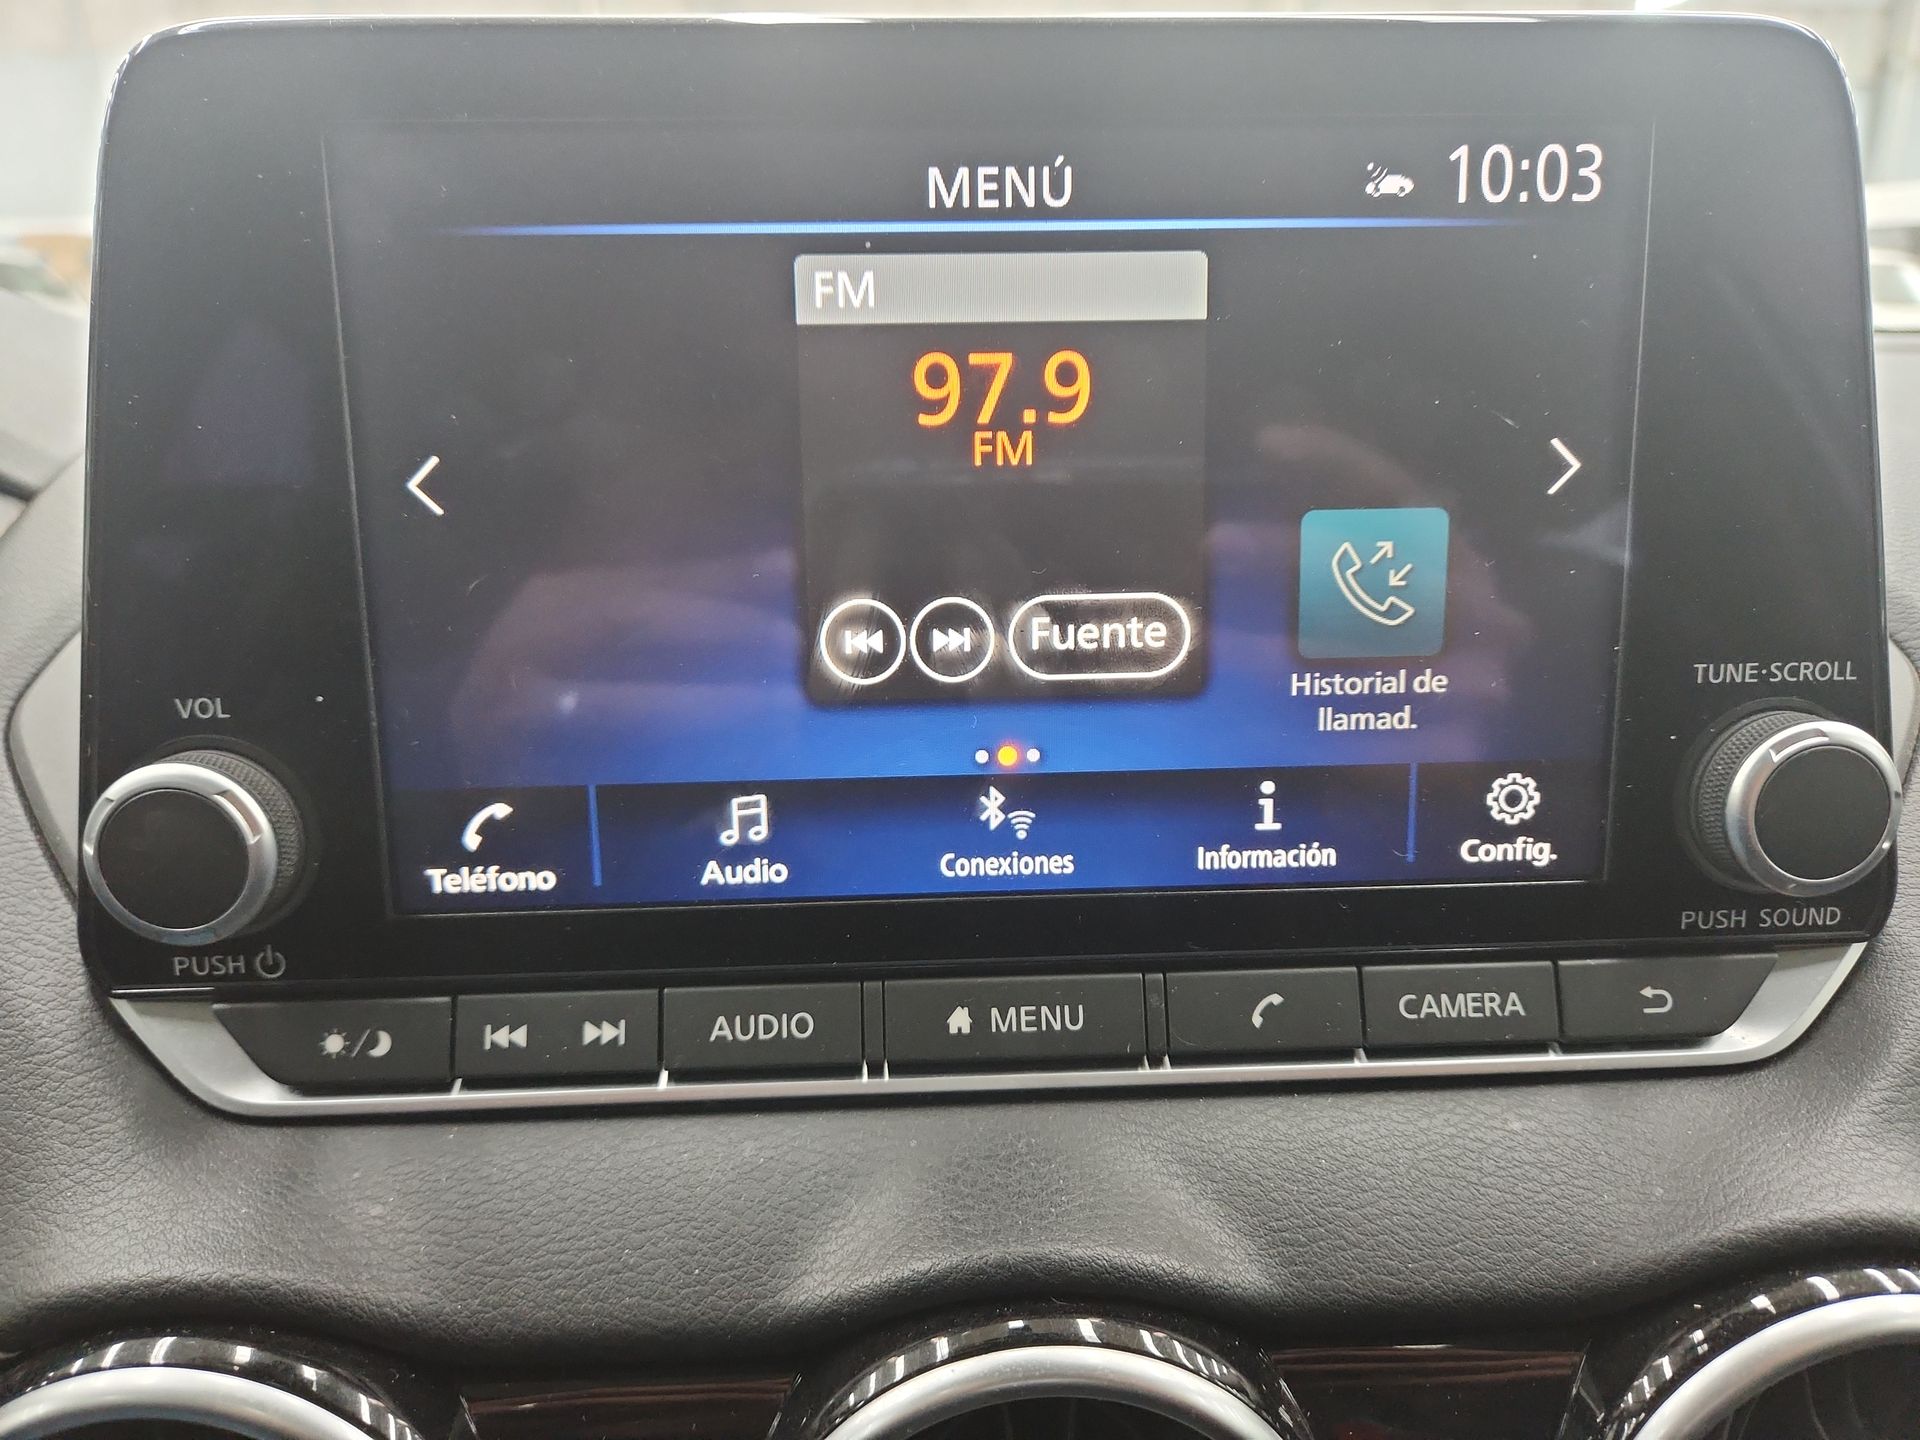 MENÚ
10:03
FM
97.9
FM
Fuente
Historial de
llamad.
Teléfono
Audio
Conexiones
Información
Config.
VOL
PUSH
TUNE·SCROLL
PUSH SOUND
AUDIO
MENU
CAMERA